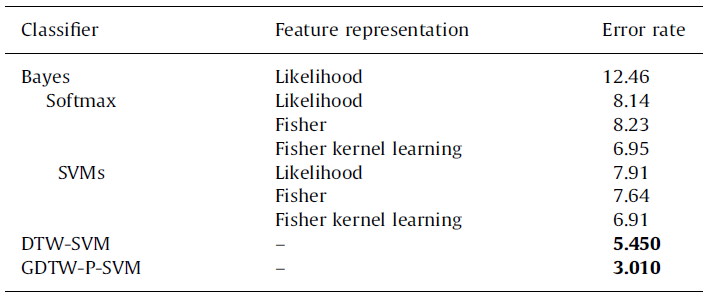 Classifier Feature representation Error rate
Bayes Likelihood 12.46
Softmax Likelihood 8.14
Fisher 8.23
Fisher kernel learning 6.95
SVMs Likelihood 7.91
Fisher 7.64
Fisher kernel learning 6.91
DTW-SVM – 5.450
GDTW-P-SVM – 3.010